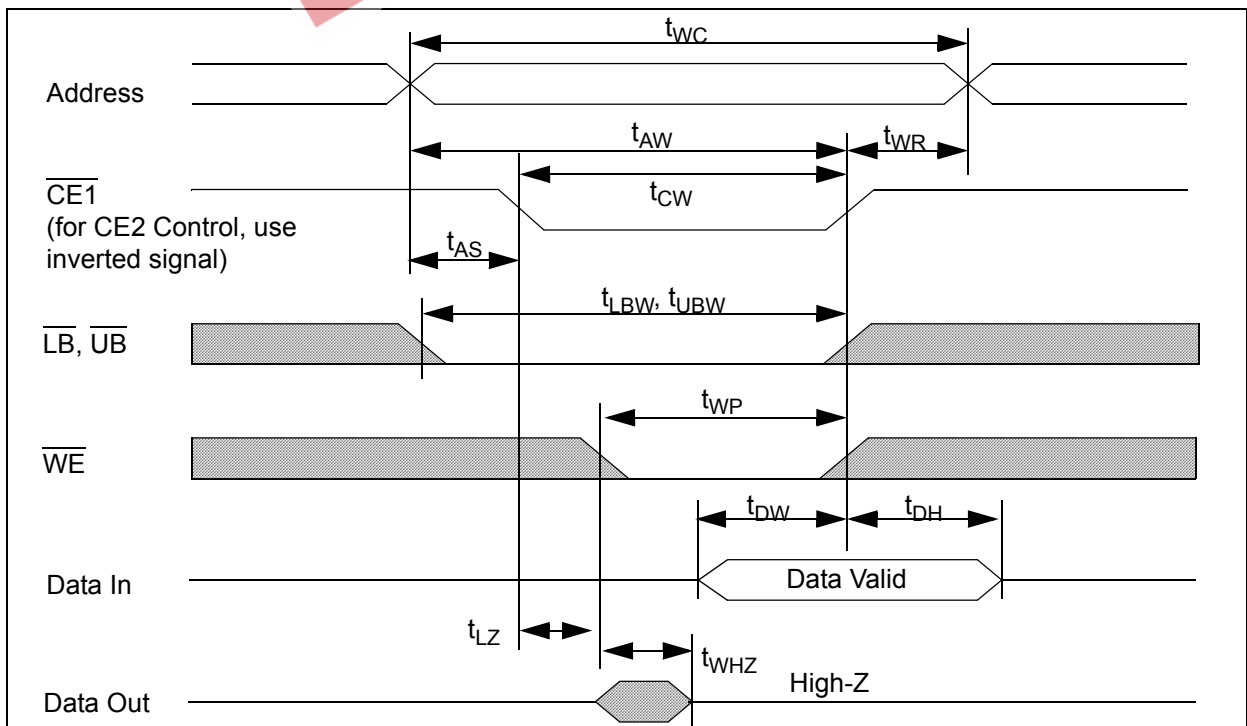 tWC
Address
tAW
tWR
CE1
(for CE2 Control, use
inverted signal)
tCW
tAS
tLBW, tUBW
LB, UB
tWP
WE
tDW
tDH
Data In
Data Valid
tLZ
tWHZ
High-Z
Data Out